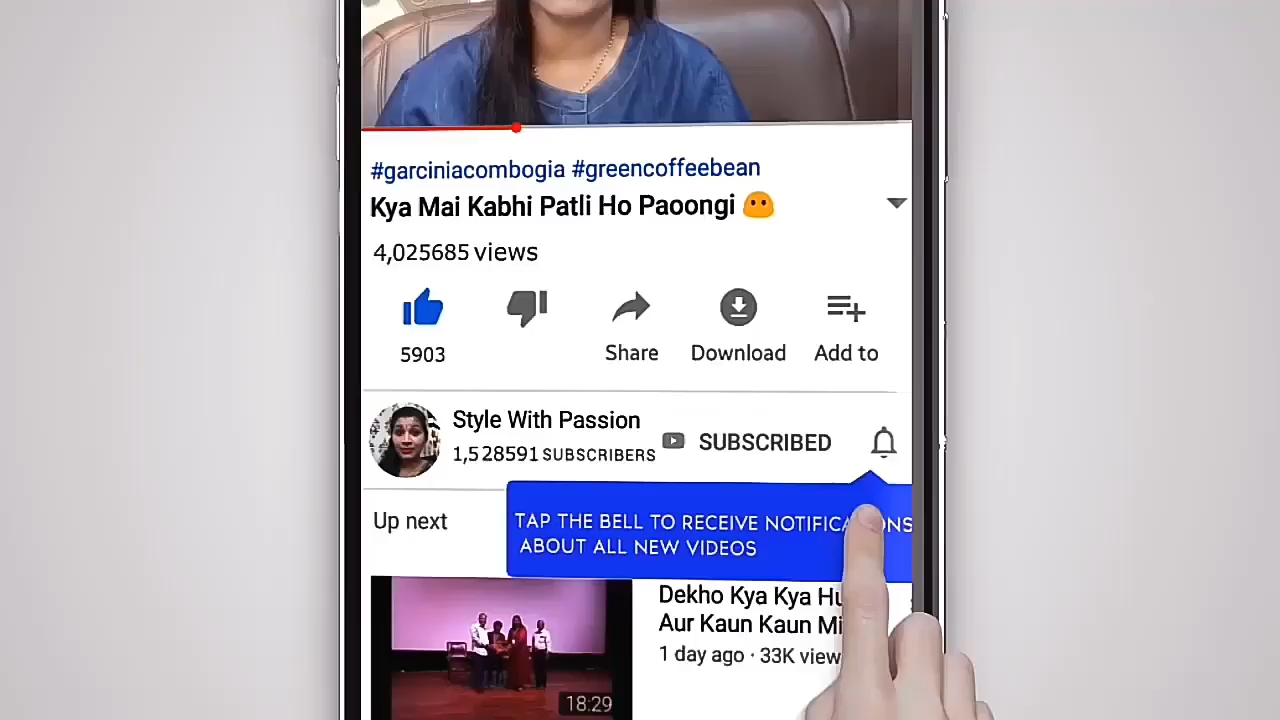 #garciniacombogia #greencoffeebean
Kya Mai Kabhi Patli Ho Paoongi
4,025685 views
5903
Share
Download
Add to
Style With Passion
1,528591 SUBSCRIBERS
SUBSCRIBED
TAP THE BELL TO RECEIVE
ABOUT ALL NEW VIDEOS
Up next
Dekho Kya Kya
Aur Kaun Kaun
1 day ago · 33K
18:29